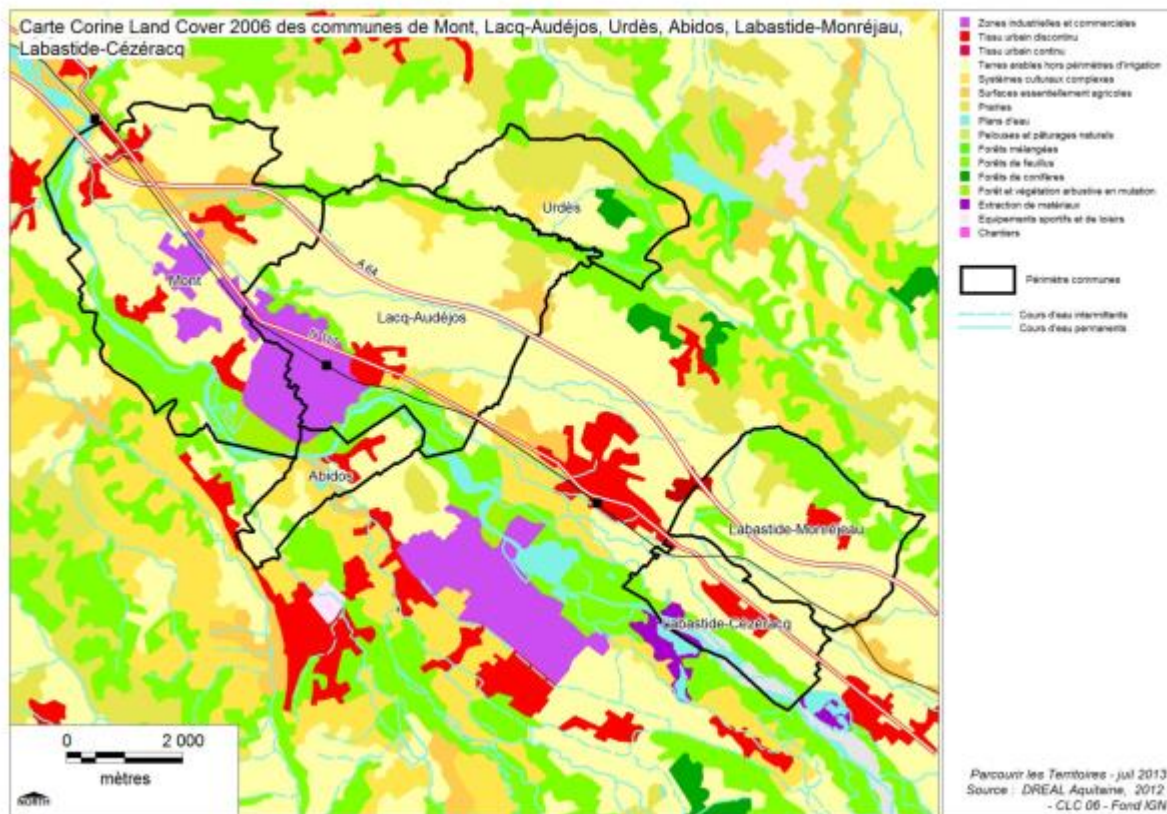 Carte Corine Land Cover 2006 des communes de Mont, Lacq-Audéjos, Urdès, Abidos, Labastide-Monréjau,
Labastide-Cézéracq
Zones industrielles et commerciales
Tissu urbain discontinu
Tissu urbain continu
Terres arables hors périmètres d'irrigation
Systèmes culturaux complexes
Surfaces essentiellement agricoles
Prairies
Plans d'eau
Pelouses et pâturages naturels
Forêts mélangées
Forêts de feuillus
Forêts de conifères
Forêt et végétation arbustive en mutation
Extraction de matériaux
Equipements sportifs et de loisirs
Chantiers
Périmètre communes
Cours d'eau intermittents
Cours d'eau permanents
Urdès
A 64
Mont
Lacq-Audéjos
Abidos
Labastide-Monréjeau
Labastide-Cézéracq
0 2 000
mètres
NORTH
Parcourir les Territoires - juil 2013
Source : DREAL Aquitaine, 2012
- CLC 06 - Fond IGN